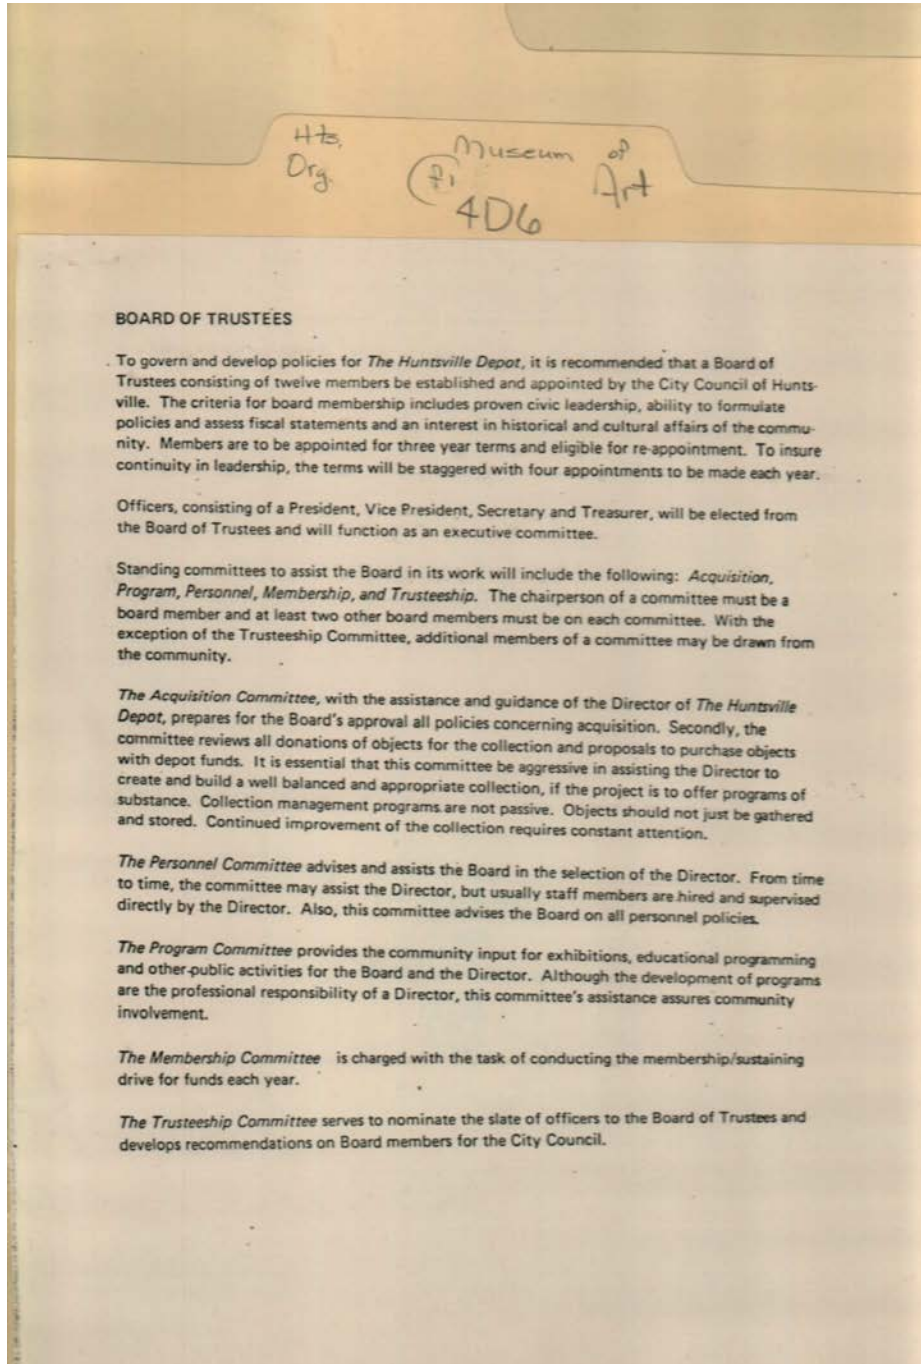 Hts. Museum of
Org. Art
4D6
BOARD OF TRUSTEES
To govern and develop policies for The Huntsville Depot, it is recommended that a Board of
Trustees consisting of twelve members be established and appointed by the City Council of Hunts-
ville. The criteria for board membership includes proven civic leadership, ability to formulate
policies and assess fiscal statements and an interest in historical and cultural affairs of the commu-
nity. Members are to be appointed for three year terms and eligible for re-appointment. To insure
continuity in leadership, the terms will be staggered with four appointments to be made each year.
Officers, consisting of a President, Vice President, Secretary and Treasurer, will be elected from
the Board of Trustees and will function as an executive committee.
Standing committees to assist the Board in its work will include the following: Acquisition,
Program, Personnel, Membership, and Trusteeship. The chairperson of a committee must be a
board member and at least two other board members must be on each committee. With the
exception of the Trusteeship Committee, additional members of a committee may be drawn from
the community.
The Acquisition Committee, with the assistance and guidance of the Director of The Huntsville
Depot, prepares for the Board's approval all policies concerning acquisition. Secondly, the
committee reviews all donations of objects for the collection and proposals to purchase objects
with depot funds. It is essential that this committee be aggressive in assisting the Director to
create and build a well balanced and appropriate collection, if the project is to offer programs of
substance. Collection management programs are not passive. Objects should not just be gathered
and stored. Continued improvement of the collection requires constant attention.
The Personnel Committee advises and assists the Board in the selection of the Director. From time
to time, the committee may assist the Director, but usually staff members are hired and supervised
directly by the Director. Also, this committee advises the Board on all personnel policies.
The Program Committee provides the community input for exhibitions, educational programming
and other public activities for the Board and the Director. Although the development of programs
are the professional responsibility of a Director, this committee's assistance assures community
involvement.
The Membership Committee is charged with the task of conducting the membership/sustaining
drive for funds each year.
The Trusteeship Committee serves to nominate the slate of officers to the Board of Trustees and
develops recommendations on Board members for the City Council.